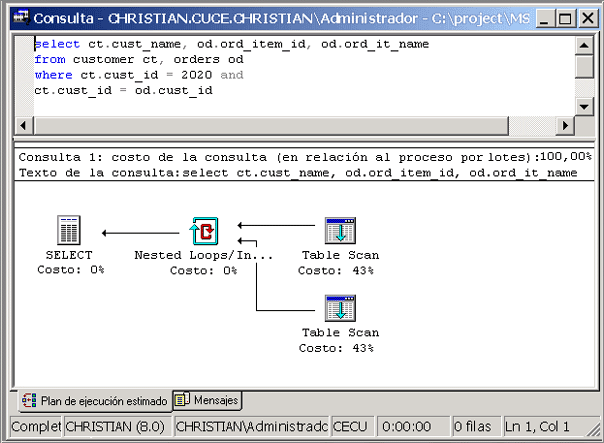 Consulta - CHRISTIAN.CUCE.CHRISTIAN\Administrador - C:\project\MS
select ct.cust_name, od.ord_item_id, od.ord_it_name
from customer ct, orders od
where ct.cust_id = 2020 and
ct.cust_id = od.cust_id
Consulta 1: costo de la consulta (en relación al proceso por lotes):100,00%
Texto de la consulta:select ct.cust_name, od.ord_item_id, od.ord_it_name
SELECT
Costo: 0%
Nested Loops/In...
Costo: 0%
Table Scan
Costo: 43%
Table Scan
Costo: 43%
Plan de ejecución estimado
Mensajes
Complet
CHRISTIAN (8.0)
CHRISTIAN\Administradc
CECU
0:00:00
0 filas
Ln 1, Col 1